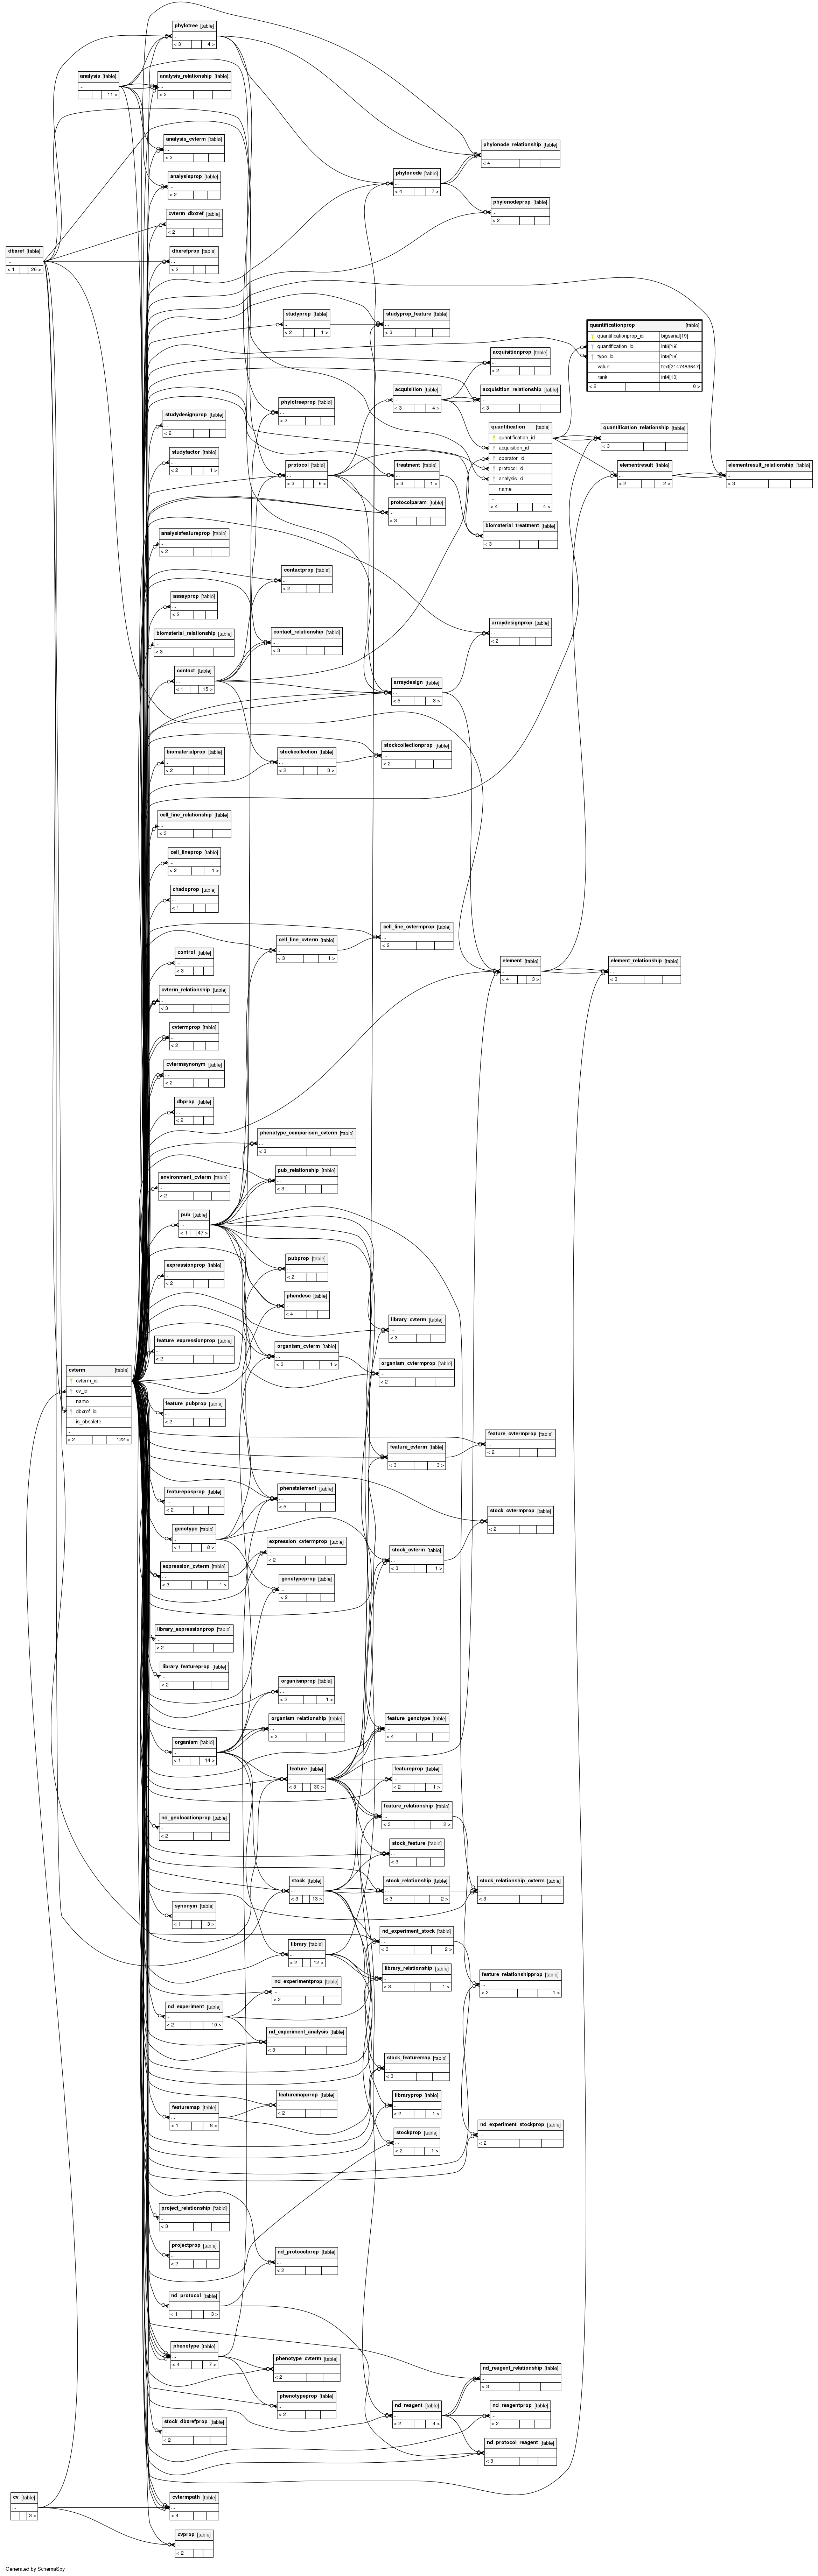 phylotree [table]
...
< 3 4 >
analysis [table]
...
11 >
analysis_relationship [table]
...
< 3
analysis_cvterm [table]
...
< 2
phylonode_relationship [table]
...
< 4
analysisprop [table]
...
< 2
phylonode [table]
...
< 4 7 >
phylonodeprop [table]
...
< 2
cvterm_dbxref [table]
...
< 2
dbxref [table]
...
< 1 26 >
dbxrefprop [table]
...
< 2
studyprop [table]
...
< 2 1 >
studyprop_feature [table]
...
< 3
quantificationprop [table]
quantificationprop_id bigserial[19]
quantification_id int8[19]
type_id int8[19]
value text[2147483647]
rank int4[10]
< 2 0 >
acquisitionprop [table]
...
< 2
acquisition [table]
...
< 3 4 >
acquisition_relationship [table]
...
< 3
phylotreeprop [table]
...
< 2
studydesignprop [table]
...
< 2
quantification [table]
quantification_id
acquisition_id
operator_id
protocol_id
analysis_id
name
...
< 4 4 >
quantification_relationship [table]
...
< 3
studyfactor [table]
...
< 2 1 >
protocol [table]
...
< 3 6 >
treatment [table]
...
< 3 1 >
elementresult [table]
...
< 2 2 >
elementresult_relationship [table]
...
< 3
protocolparam [table]
...
< 3
biomaterial_treatment [table]
...
< 3
analysisfeatureprop [table]
...
< 2
contactprop [table]
...
< 2
assayprop [table]
...
< 2
biomaterial_relationship [table]
...
< 3
contact_relationship [table]
...
< 3
arraydesignprop [table]
...
< 2
contact [table]
...
< 1 15 >
arraydesign [table]
...
< 5 3 >
biomaterialprop [table]
...
< 2
stockcollection [table]
...
< 2 3 >
stockcollectionprop [table]
...
< 2
cell_line_relationship [table]
...
< 3
cell_lineprop [table]
...
< 2 1 >
chadoprop [table]
...
< 1
cell_line_cvterm [table]
...
< 3 1 >
cell_line_cvtermprop [table]
...
< 2
control [table]
...
< 3
element [table]
...
< 4 3 >
element_relationship [table]
...
< 3
cvterm_relationship [table]
...
< 3
cvtermprop [table]
...
< 2
cvtermsynonym [table]
...
< 2
dbprop [table]
...
< 2
phenotype_comparison_cvterm [table]
...
< 3
environment_cvterm [table]
...
< 2
pub_relationship [table]
...
< 3
pub [table]
...
< 1 47 >
expressionprop [table]
...
< 2
pubprop [table]
...
< 2
phendesc [table]
...
< 4
library_cvterm [table]
...
< 3
feature_expressionprop [table]
...
< 2
organism_cvterm [table]
...
< 3 1 >
organism_cvtermprop [table]
...
< 2
cvterm [table]
cvterm_id
cv_id
name
dbxref_id
is_obsolete
...
< 2 122 >
feature_pubprop [table]
...
< 2
feature_cvterm [table]
...
< 3 3 >
feature_cvtermprop [table]
...
< 2
featureposprop [table]
...
< 2
phenstatement [table]
...
< 5
stock_cvtermprop [table]
...
< 2
genotype [table]
...
< 1 8 >
expression_cvtermprop [table]
...
< 2
stock_cvterm [table]
...
< 3 1 >
expression_cvterm [table]
...
< 3 1 >
genotypeprop [table]
...
< 2
library_expressionprop [table]
...
< 2
library_featureprop [table]
...
< 2
organismprop [table]
...
< 2 1 >
organism_relationship [table]
...
< 3
feature_genotype [table]
...
< 4
organism [table]
...
< 1 14 >
feature [table]
...
< 3 30 >
featureprop [table]
...
< 2 1 >
feature_relationship [table]
...
< 3 2 >
nd_geolocationprop [table]
...
< 2
stock_feature [table]
...
< 3
stock [table]
...
< 3 13 >
stock_relationship [table]
...
< 3 2 >
stock_relationship_cvterm [table]
...
< 3
synonym [table]
...
< 1 3 >
nd_experiment_stock [table]
...
< 3 2 >
library [table]
...
< 2 12 >
library_relationship [table]
...
< 3 1 >
feature_relationshipprop [table]
...
< 2 1 >
nd_experimentprop [table]
...
< 2
nd_experiment [table]
...
< 2 10 >
nd_experiment_analysis [table]
...
< 3
stock_featuremap [table]
...
< 3
featuremapprop [table]
...
< 2
libraryprop [table]
...
< 2 1 >
featuremap [table]
...
< 1 8 >
nd_experiment_stockprop [table]
...
< 2
stockprop [table]
...
< 2 1 >
project_relationship [table]
...
< 3
projectprop [table]
...
< 2
nd_protocolprop [table]
...
< 2
nd_protocol [table]
...
< 1 3 >
phenotype [table]
...
< 4 7 >
phenotype_cvterm [table]
...
< 2
nd_reagent_relationship [table]
...
< 3
phenotypeprop [table]
...
< 2
nd_reagent [table]
...
< 2 4 >
nd_reagentprop [table]
...
< 2
stock_dbxrefprop [table]
...
< 2
nd_protocol_reagent [table]
...
< 3
cv [table]
...
3 >
cvtermpath [table]
...
< 4
cvprop [table]
...
< 2
Generated by SchemaSpy